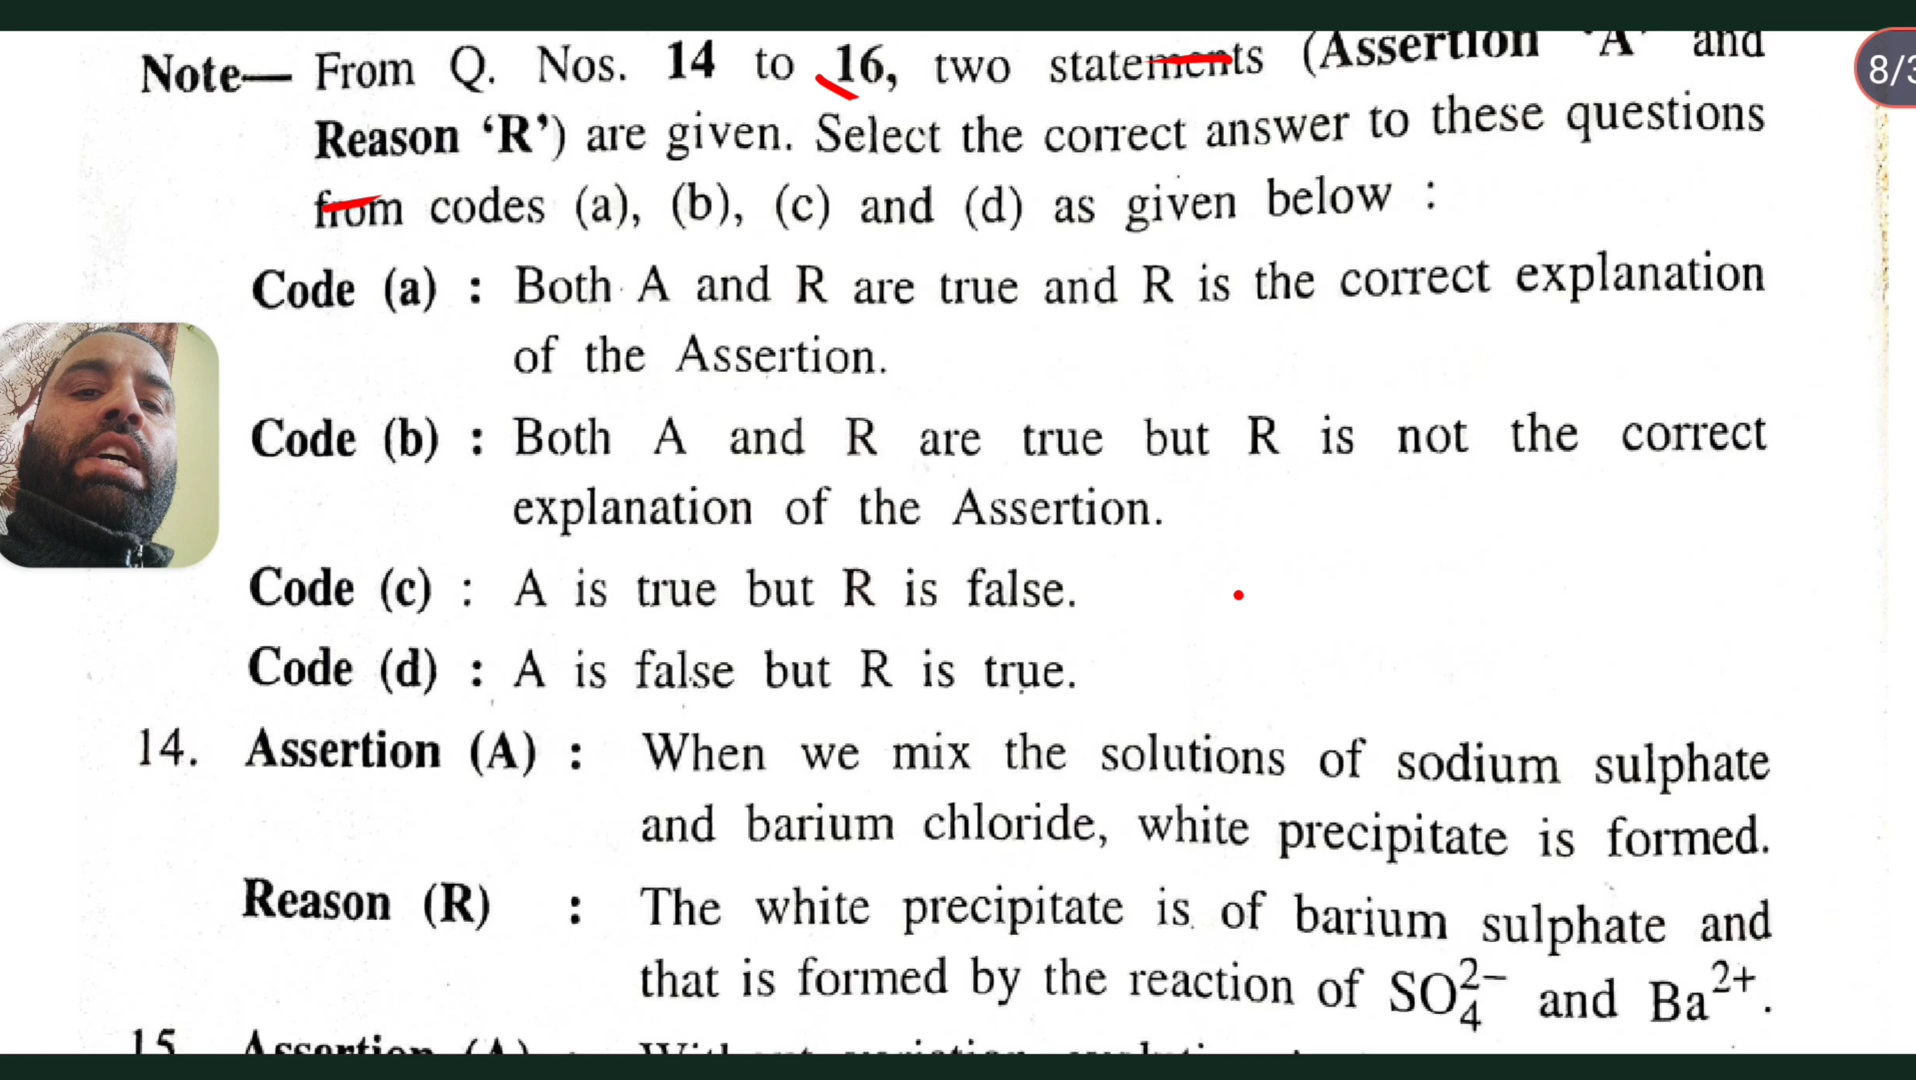 Note— From Q. Nos. 14 to 16, two statements (Assertion 'A' and
8/3
Reason 'R') are given. Select the correct answer to these questions
from codes (a), (b), (c) and (d) as given below :
Code (a) : Both A and R are true and R is the correct explanation
of the Assertion.
Code (b) : Both A and R are true but R is not the correct
explanation of the Assertion.
Code (c) : A is true but R is false.
Code (d) : A is false but R is true.
14. Assertion (A) : When we mix the solutions of sodium sulphate
and barium chloride, white precipitate is formed.
Reason (R) : The white precipitate is of barium sulphate and
that is formed by the reaction of SO₄²⁻ and Ba²⁺.
15 Assertion (A) :